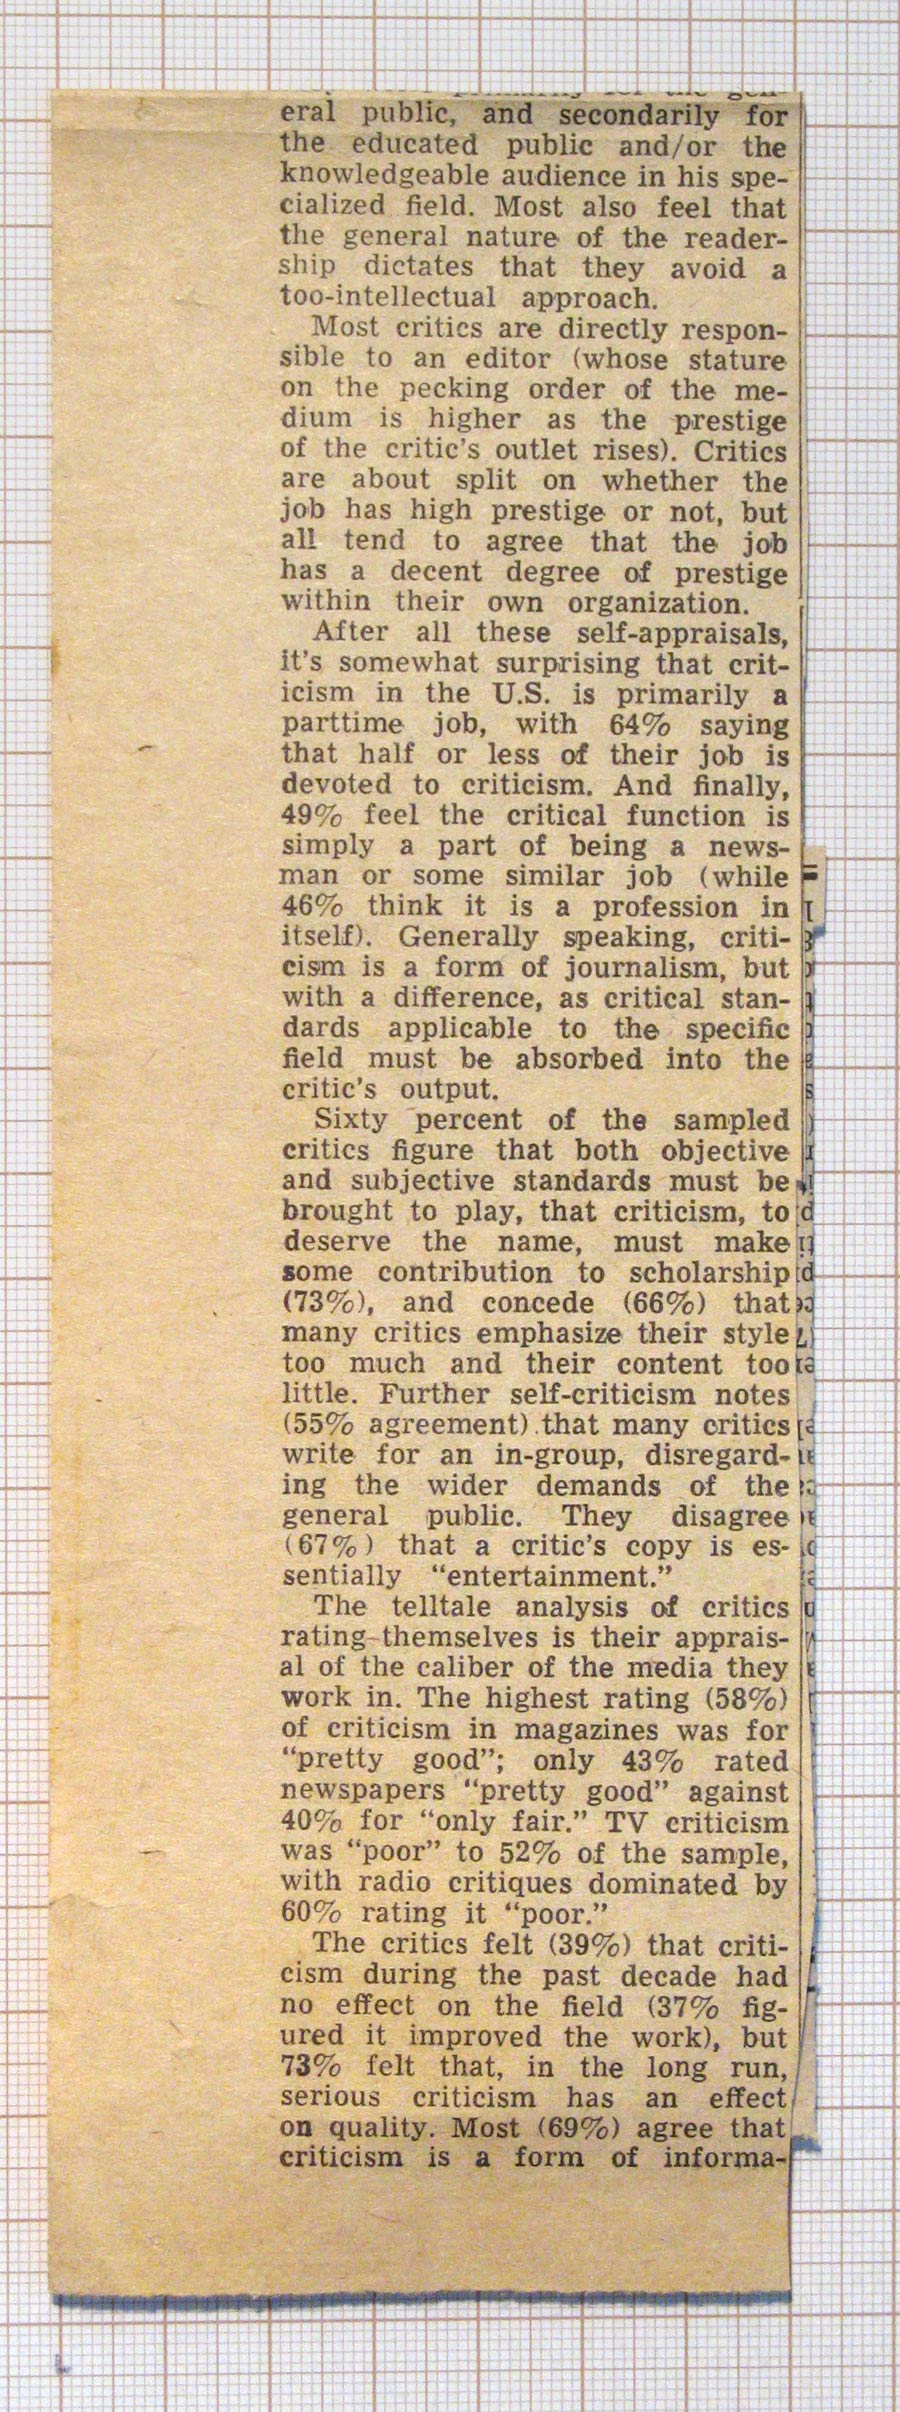 for the gen-
eral public, and secondarily for
the educated public and/or the
knowledgeable audience in his spe-
cialized field. Most also feel that
the general nature of the reader-
ship dictates that they avoid a
too-intellectual approach.
Most critics are directly respon-
sible to an editor (whose stature
on the pecking order of the me-
dium is higher as the prestige
of the critic's outlet rises). Critics
are about split on whether the
job has high prestige or not, but
all tend to agree that the job
has a decent degree of prestige
within their own organization.
After all these self-appraisals,
it's somewhat surprising that crit-
icism in the U.S. is primarily a
parttime job, with 64% saying
that half or less of their job is
devoted to criticism. And finally,
49% feel the critical function is
simply a part of being a news-
man or some similar job (while
46% think it is a profession in
itself). Generally speaking, criti-
cism is a form of journalism, but
with a difference, as critical stan-
dards applicable to the specific
field must be absorbed into the
critic's output.
Sixty percent of the sampled
critics figure that both objective
and subjective standards must be
brought to play, that criticism, to
deserve the name, must make
some contribution to scholarship
(73%), and concede (66%) that
many critics emphasize their style
too much and their content too
little. Further self-criticism notes
(55% agreement) that many critics
write for an in-group, disregard-
ing the wider demands of the
general public. They disagree
(67%) that a critic's copy is es-
sentially "entertainment."
The telltale analysis of critics
rating themselves is their apprais-
al of the caliber of the media they
work in. The highest rating (58%)
of criticism in magazines was for
"pretty good"; only 43% rated
newspapers "pretty good" against
40% for "only fair." TV criticism
was "poor" to 52% of the sample,
with radio critiques dominated by
60% rating it "poor."
The critics felt (39%) that criti-
cism during the past decade had
no effect on the field (37% fig-
ured it improved the work), but
73% felt that, in the long run,
serious criticism has an effect
on quality. Most (69%) agree that
criticism is a form of informa-